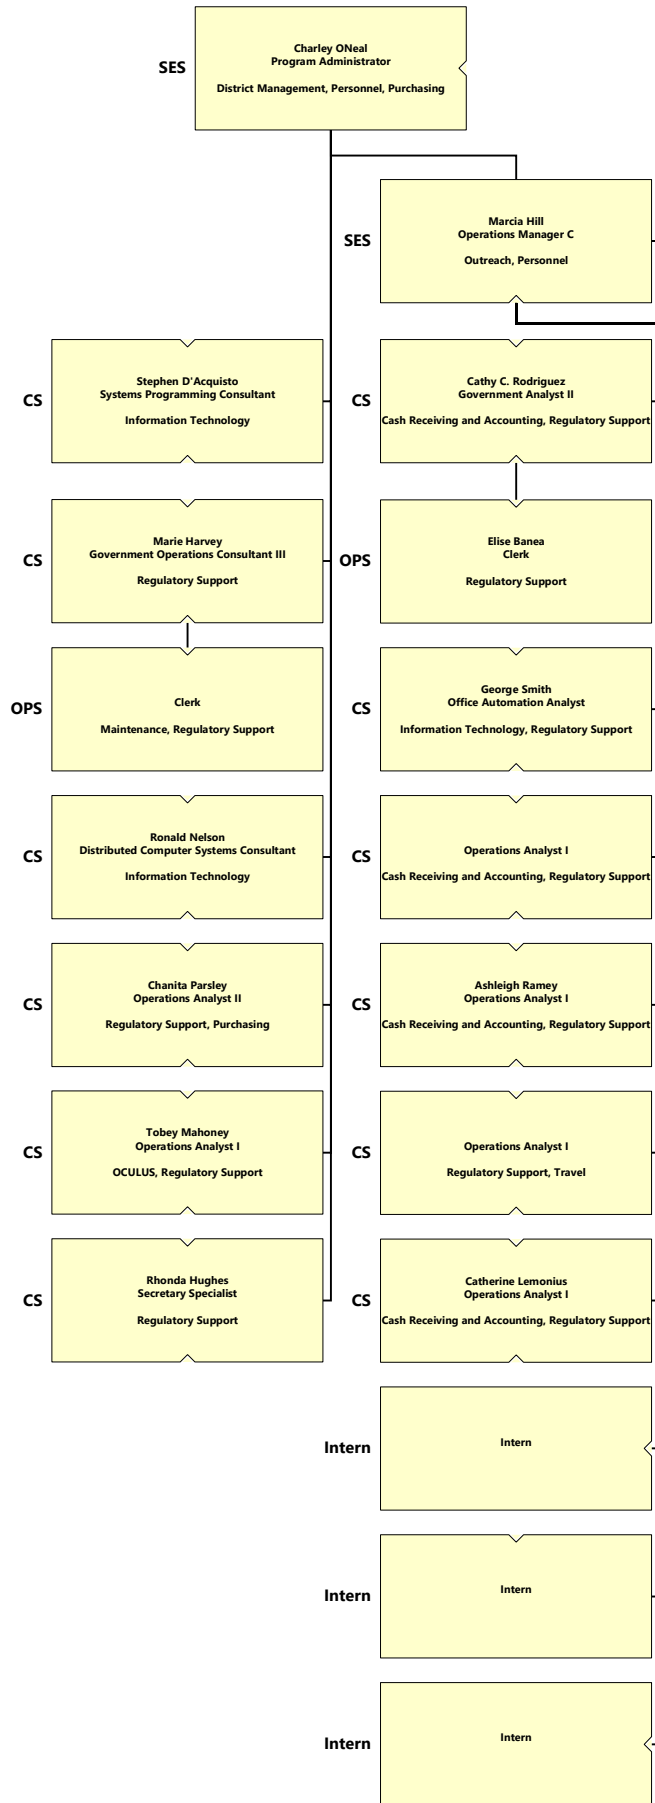 SES
Charley ONeal
Program Administrator
District Management, Personnel, Purchasing
SES
Marcia Hill
Operations Manager C
Outreach, Personnel
CS
Stephen D'Acquisto
Systems Programming Consultant
Information Technology
CS
Cathy C. Rodriguez
Government Analyst II
Cash Receiving and Accounting, Regulatory Support
CS
Marie Harvey
Government Operations Consultant III
Regulatory Support
OPS
Elise Banea
Clerk
Regulatory Support
OPS
Clerk
Maintenance, Regulatory Support
CS
George Smith
Office Automation Analyst
Information Technology, Regulatory Support
CS
Ronald Nelson
Distributed Computer Systems Consultant
Information Technology
CS
Operations Analyst I
Cash Receiving and Accounting, Regulatory Support
CS
Chanita Parsley
Operations Analyst II
Regulatory Support, Purchasing
CS
Ashleigh Ramey
Operations Analyst I
Cash Receiving and Accounting, Regulatory Support
CS
Tobey Mahoney
Operations Analyst I
OCULUS, Regulatory Support
CS
Operations Analyst I
Regulatory Support, Travel
CS
Rhonda Hughes
Secretary Specialist
Regulatory Support
CS
Catherine Lemonius
Operations Analyst I
Cash Receiving and Accounting, Regulatory Support
Intern
Intern
Intern
Intern
Intern
Intern